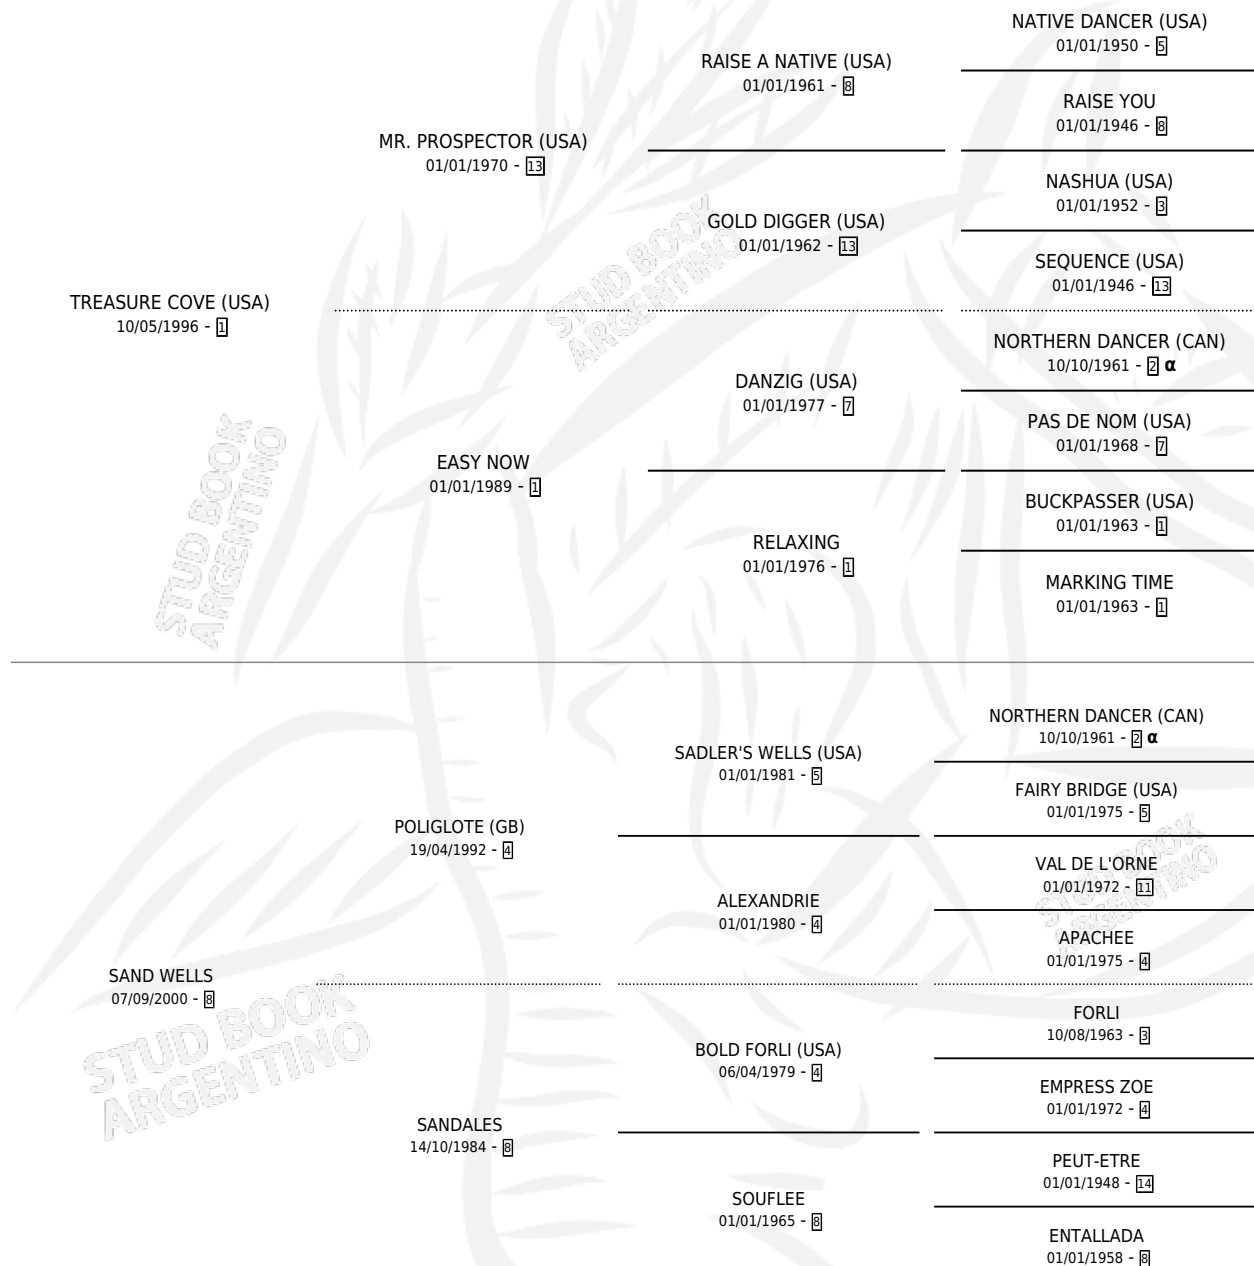 NATIVE DANCER (USA)
01/01/1950 - 5
RAISE A NATIVE (USA)
01/01/1961 - 8
RAISE YOU
01/01/1946 - 8
MR. PROSPECTOR (USA)
01/01/1970 - 13
NASHUA (USA)
01/01/1952 - 3
GOLD DIGGER (USA)
01/01/1962 - 13
SEQUENCE (USA)
01/01/1946 - 13
TREASURE COVE (USA)
10/05/1996 - 1
NORTHERN DANCER (CAN)
10/10/1961 - 2 α
DANZIG (USA)
01/01/1977 - 7
PAS DE NOM (USA)
01/01/1968 - 7
EASY NOW
01/01/1989 - 1
BUCKPASSER (USA)
01/01/1963 - 1
RELAXING
01/01/1976 - 1
MARKING TIME
01/01/1963 - 1
NORTHERN DANCER (CAN)
10/10/1961 - 2 α
SADLER'S WELLS (USA)
01/01/1981 - 5
FAIRY BRIDGE (USA)
01/01/1975 - 5
POLIGLOTE (GB)
19/04/1992 - 4
VAL DE L'ORNE
01/01/1972 - 11
ALEXANDRIE
01/01/1980 - 4
APACHEE
01/01/1975 - 4
SAND WELLS
07/09/2000 - 8
FORLI
10/08/1963 - 3
BOLD FORLI (USA)
06/04/1979 - 4
EMPRESS ZOE
01/01/1972 - 4
SANDALES
14/10/1984 - 8
PEUT-ETRE
01/01/1948 - 14
SOUFLEE
01/01/1965 - 8
ENTALLADA
01/01/1958 - 8
STUD BOOK
ARGENTINO
STUD BOOK
ARGENTINO
STUD BOOK
ARGENTINO
STUD BOOK
ARGENTINO